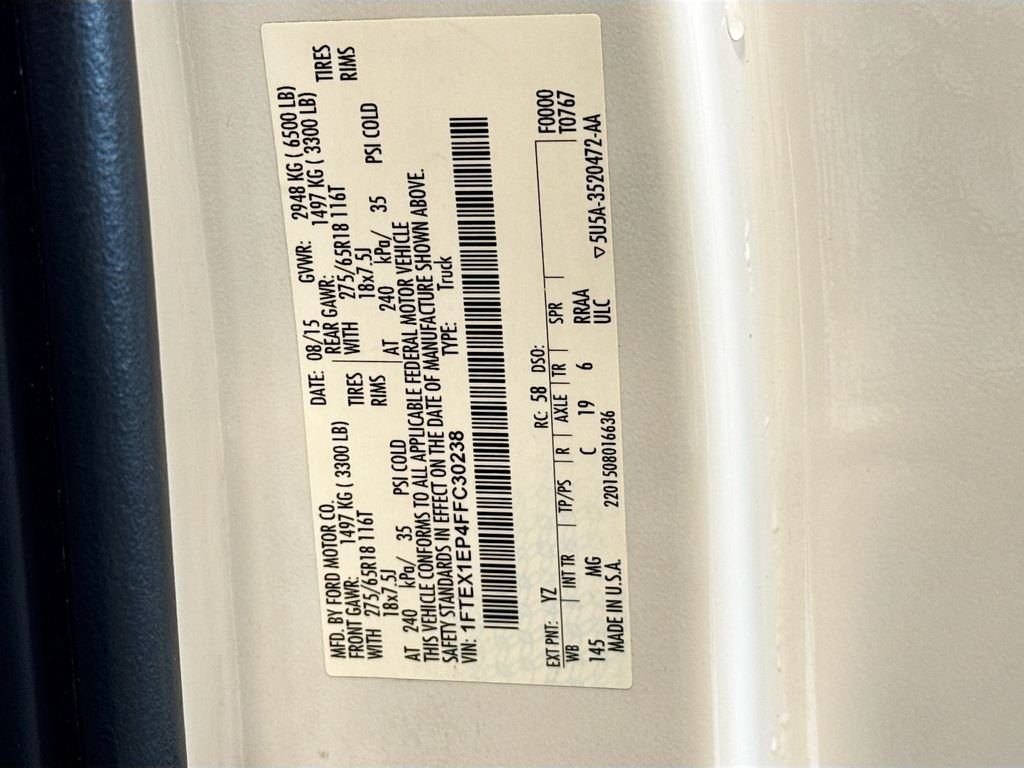 MFD. BY FORD MOTOR CO.
DATE: 08/15 GVWR: 2948 KG ( 6500 LB)
FRONT GAWR: 1497 KG ( 3300 LB)
REAR GAWR: 1497 KG ( 3300 LB)
WITH 275/65R18 116T TIRES
WITH 275/65R18 116T TIRES
18x7.5J RIMS
18x7.5J RIMS
AT 240 kPa/ 35 PSI COLD
AT 240 kPa/ 35 PSI COLD
THIS VEHICLE CONFORMS TO ALL APPLICABLE FEDERAL MOTOR VEHICLE
SAFETY STANDARDS IN EFFECT ON THE DATE OF MANUFACTURE SHOWN ABOVE.
VIN: 1FTEX1EP4FFC30238 TYPE: Truck
EXT PNT: YZ RC: 58 DSO: F0000
WB INT TR TP/PS R AXLE TR SPR T0767
145 MG C 19 6 RRAA
MADE IN U.S.A. 2201508016636 ULC ▽5U5A-3520472-AA